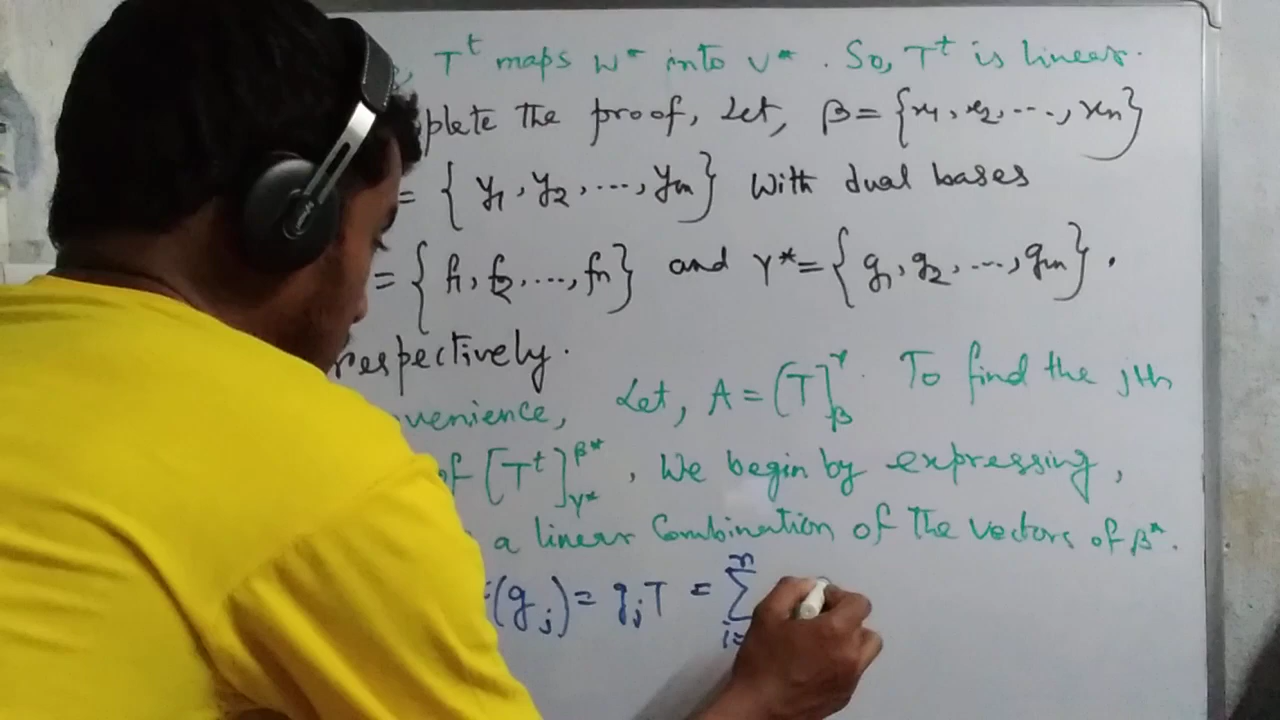 , Tᵗ maps W* into V*. So, Tᵗ is linear.
plete the proof, Let, β = {x₁, x₂, ..., xₙ}
= {y₁, y₂, ..., yₘ} with dual bases
= {f₁, f₂, ..., fₙ} and γ* = {g₁, g₂, ..., gₘ}.
respectively.
venience, Let, A = [T]ᵧᵦ. To find the jth
of [Tᵗ]β*γ*, We begin by expressing,
a linear Combination of the vectors of β*.
(gⱼ) = gⱼT = Σ n i=